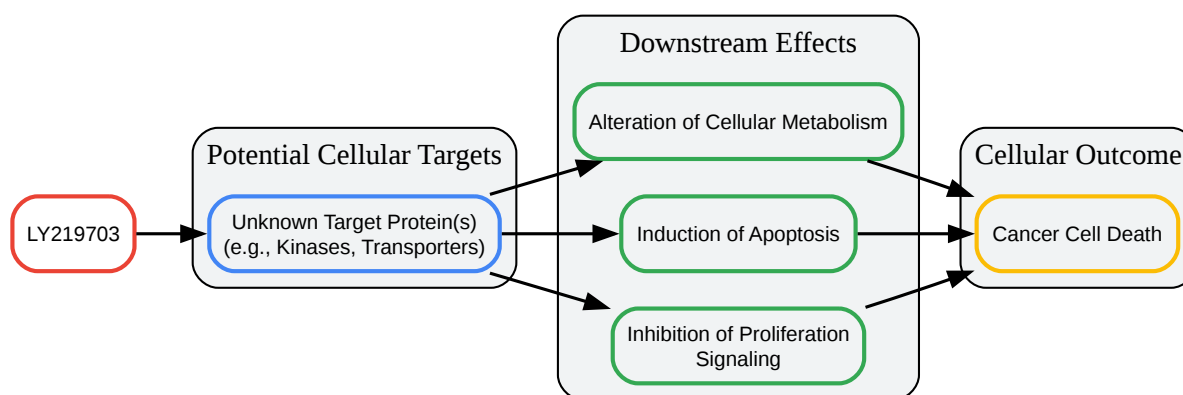 LY219703
Potential Cellular Targets
Unknown Target Protein(s)
(e.g., Kinases, Transporters)
Downstream Effects
Alteration of Cellular Metabolism
Induction of Apoptosis
Inhibition of Proliferation
Signaling
Cellular Outcome
Cancer Cell Death